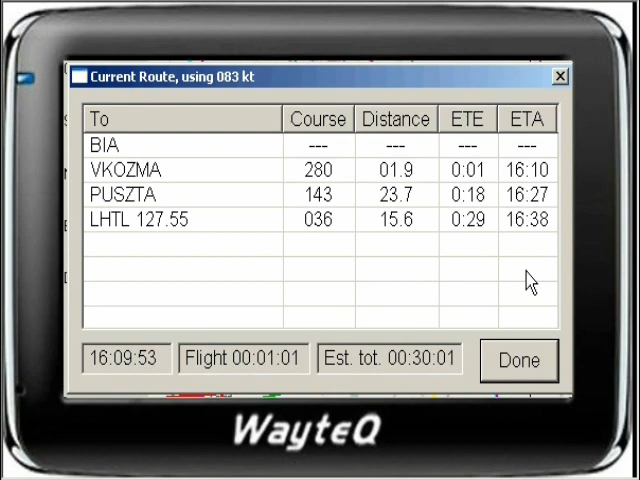 Current Route, using 083 kt
To Course Distance ETE ETA
BIA --- --- --- ---
VKOZMA 280 01.9 0:01 16:10
PUSZTA 143 23.7 0:18 16:27
LHTL 127.55 036 15.6 0:29 16:38
16:09:53 Flight 00:01:01 Est. tot. 00:30:01 Done
WayteQ